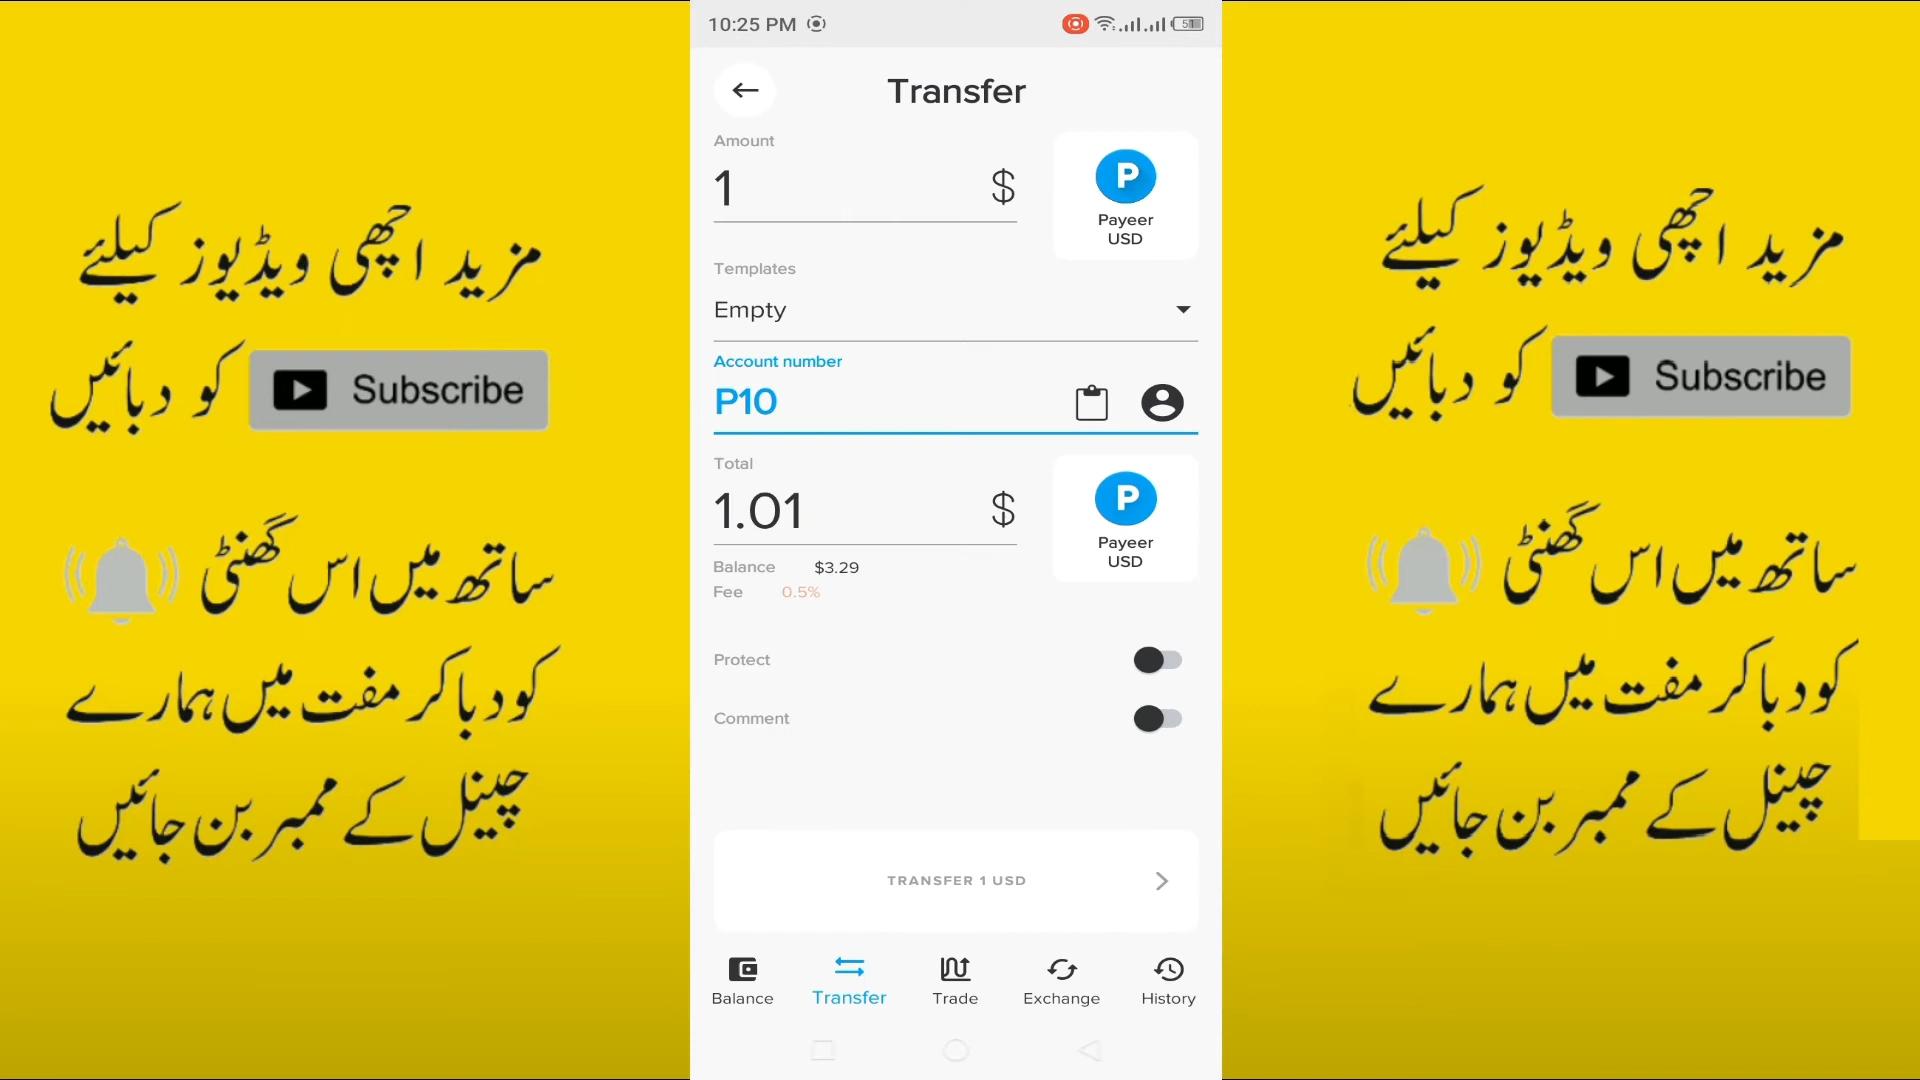 مزید اچھی ویڈیوز کیلئے
کو دبائیں
Subscribe
ساتھ میں اس گھنٹی
کو دبا کر مفت میں ہمارے
چینل کے ممبر بن جائیں
10:25 PM
51
Transfer
Amount
1 $
P
Payeer
USD
Templates
Empty
Account number
P10
Total
1.01 $
P
Payeer
USD
Balance $3.29
Fee 0.5%
Protect
Comment
TRANSFER 1 USD
Balance Transfer Trade Exchange History
مزید اچھی ویڈیوز کیلئے
کو دبائیں
Subscribe
ساتھ میں اس گھنٹی
کو دبا کر مفت میں ہمارے
چینل کے ممبر بن جائیں